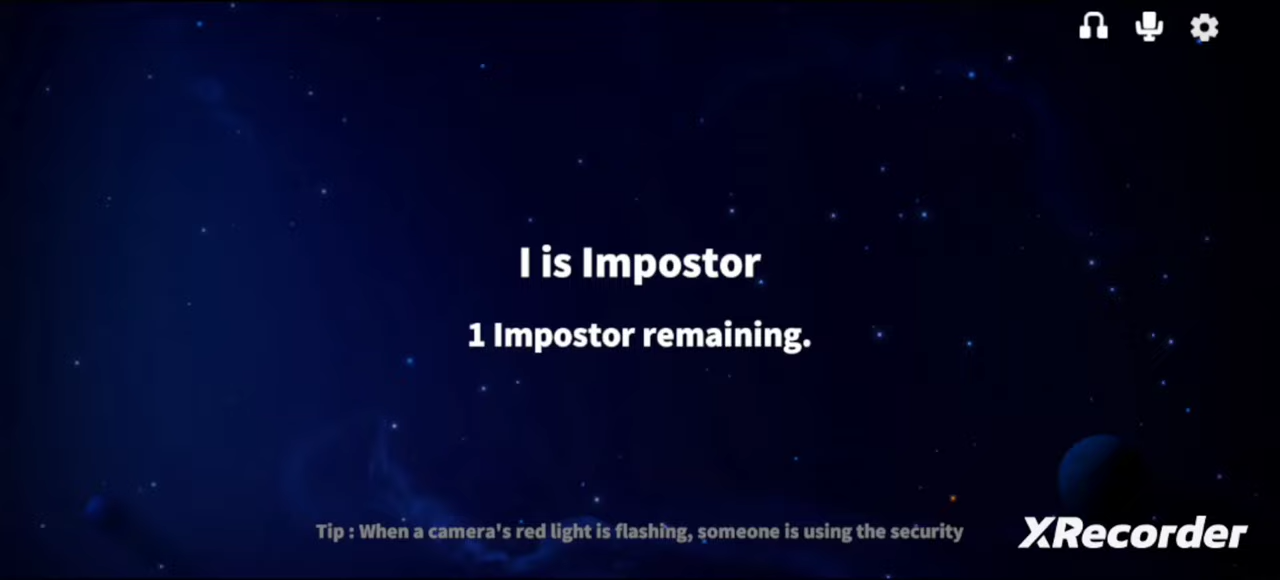 I is Impostor
1 Impostor remaining.
Tip : When a camera's red light is flashing, someone is using the security
XRecorder